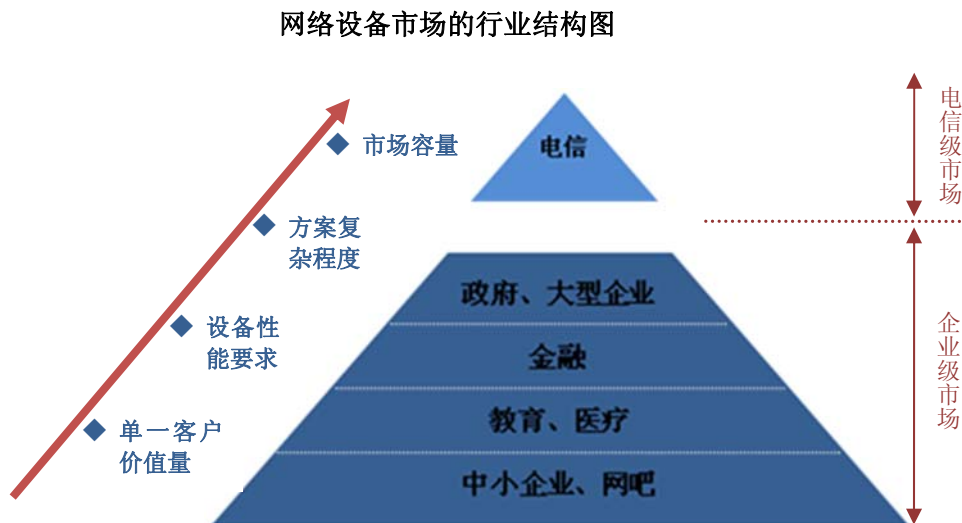 网络设备市场的行业结构图
市场容量
方案复
杂程度
设备性
能要求
单一客户
价值量
电信
政府、大型企业
金融
教育、医疗
中小企业、网吧
电信级市场
企业级市场